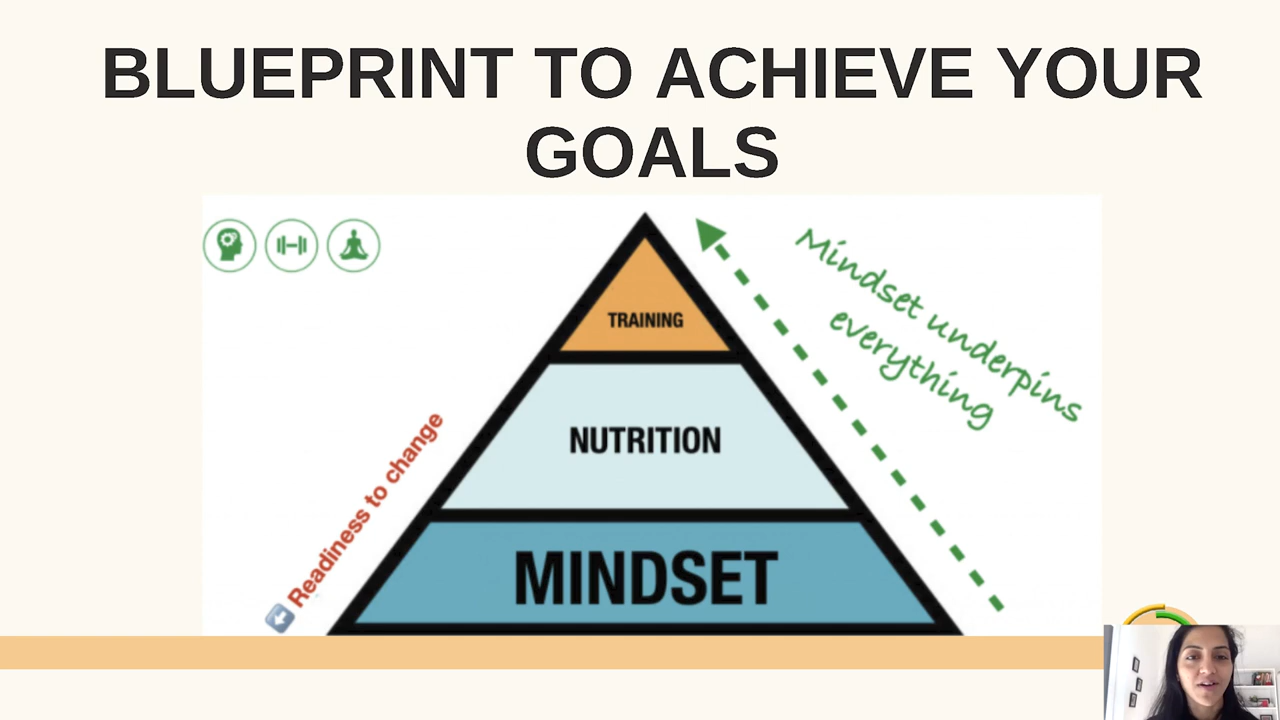 BLUEPRINT TO ACHIEVE YOUR
GOALS
Mindset underpins
everything
TRAINING
NUTRITION
Readiness to change
MINDSET